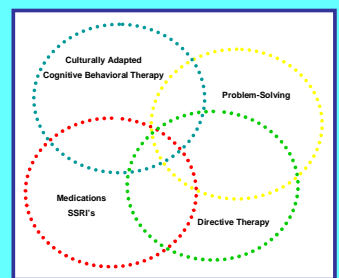 Culturally Adapted
Cognitive Behavioral Therapy
Problem-Solving
Medications
SSRI's
Directive Therapy